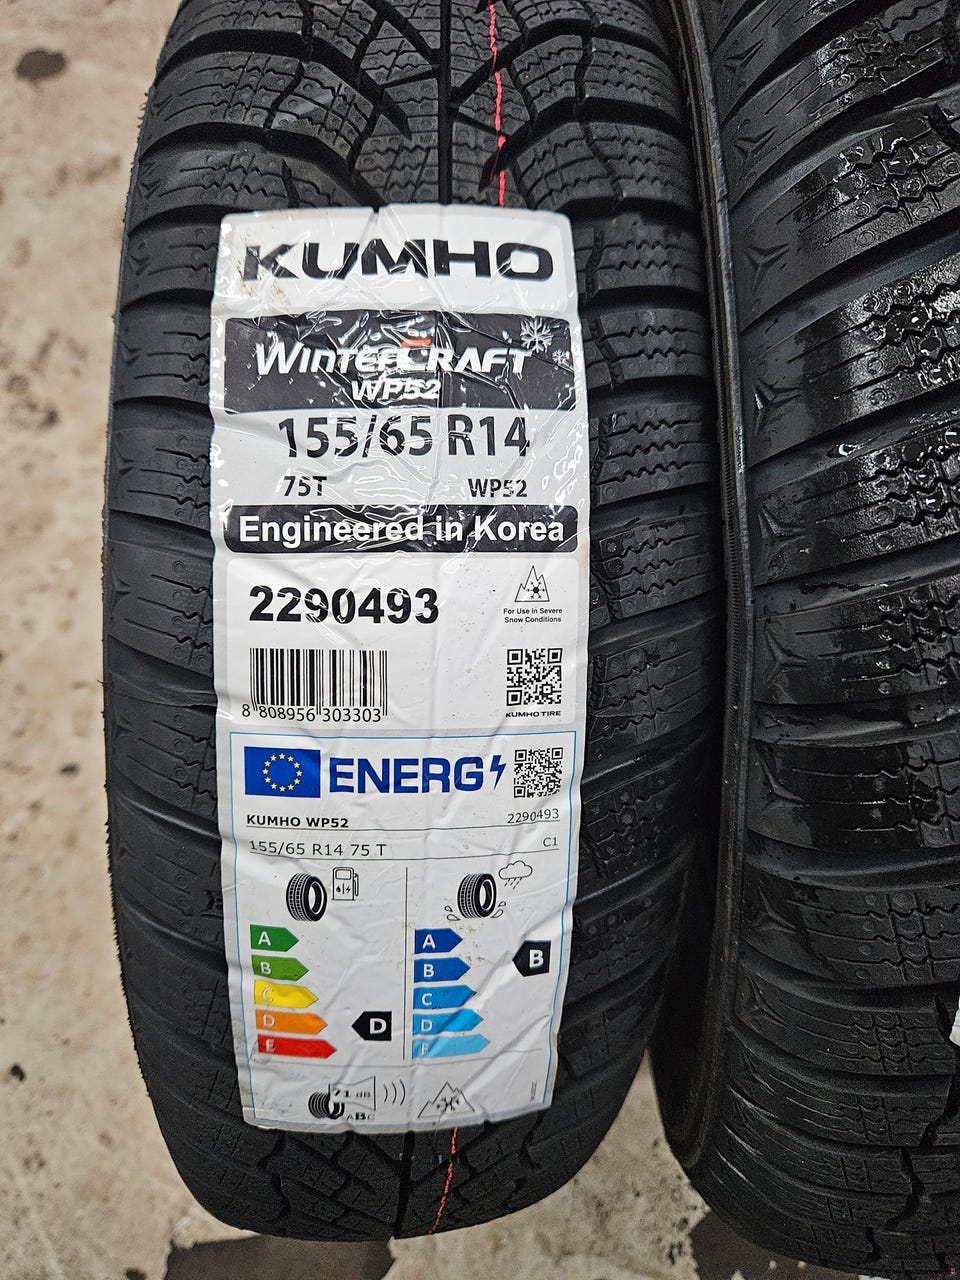 KUMHO
WINTERCRAFT
WP52
155/65 R14
75T WP52
Engineered in Korea
2290493
For Use in Severe
Snow Conditions
8 808956 303303
KUMHO TIRE
ENERG
KUMHO WP52 2290493
155/65 R14 75 T C1
A A
B B B
C C
D D D
E E
71 dB
ABC